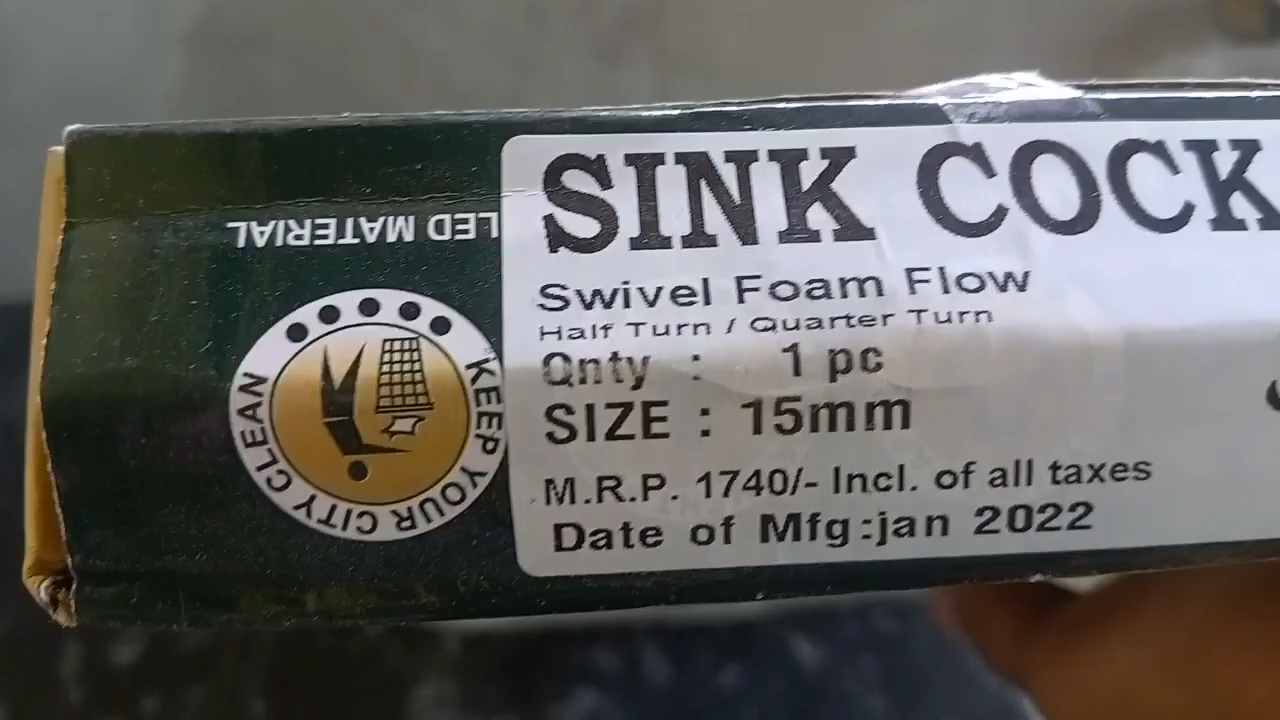 SINK COCK
Swivel Foam Flow
Half Turn / Quarter Turn
Qnty : 1 pc
SIZE : 15mm
M.R.P. 1740/- Incl. of all taxes
Date of Mfg:jan 2022
LED MATERIAL
KEEP YOUR CITY CLEAN